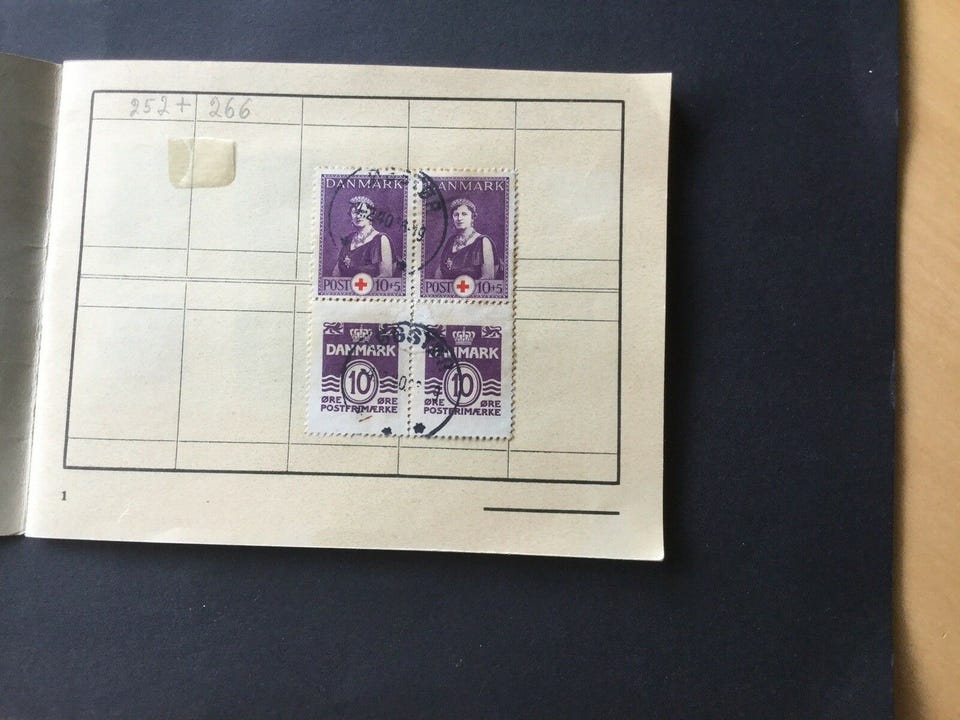 252 + 266
DANMARK DANMARK
POST 10+5 POST 10+5
DANMARK DANMARK
10 10
ØRE ØRE ØRE ØRE
POSTFRIMÆRKE POSTFRIMÆRKE
1